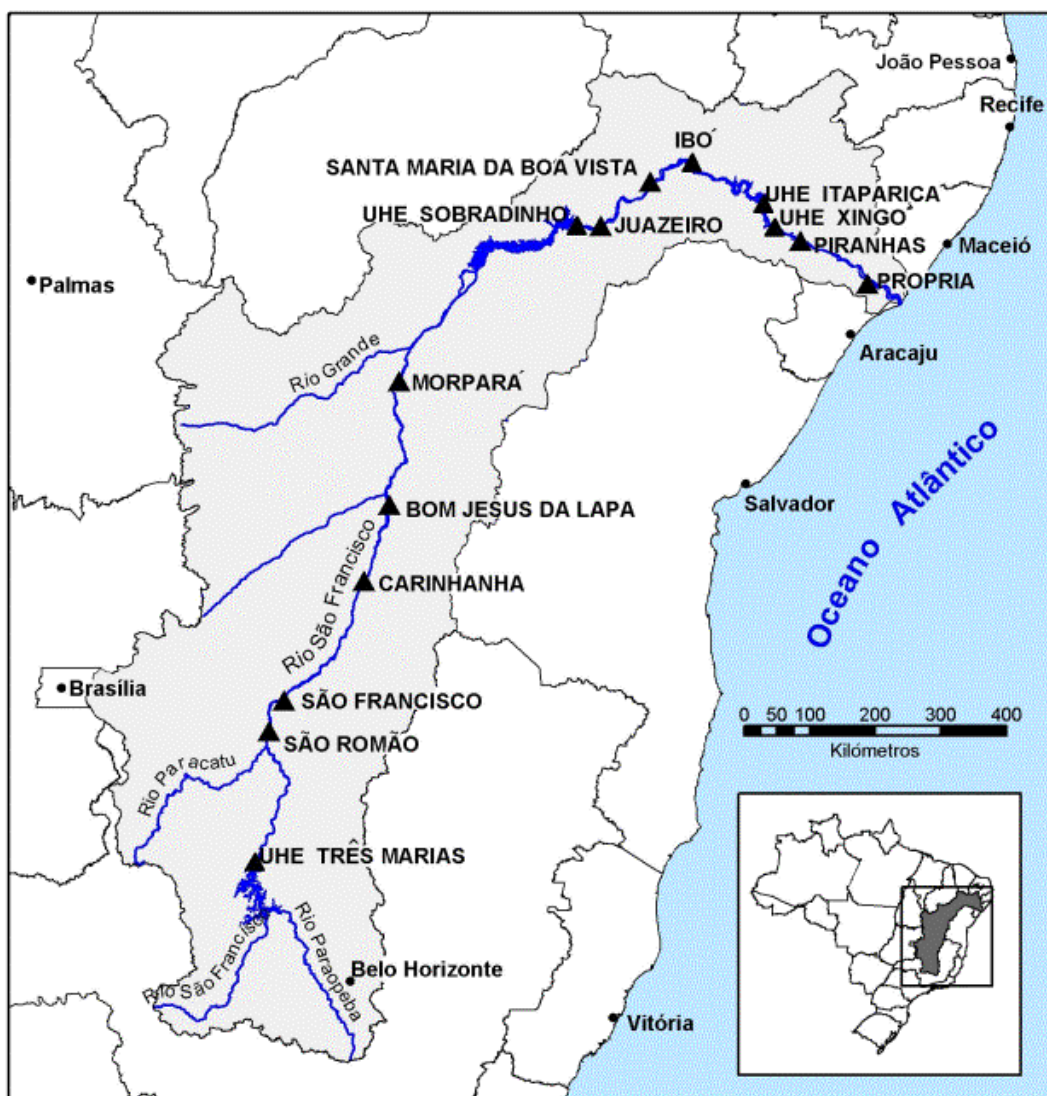 João Pessoa
Recife
IBÓ
SANTA MARIA DA BOA VISTA
UHE ITAPARICA
UHE SOBRADINHO
JUAZEIRO
UHE XINGÓ
PIRANHAS
Maceió
PROPRIA
Palmas
Aracaju
Rio Grande
MORPARÁ
Oceano Atlântico
Salvador
BOM JESUS DA LAPA
Rio São Francisco
CARINHANHA
Brasília
SÃO FRANCISCO
SÃO ROMÃO
0 50 100 200 300 400
Kilómetros
Rio Paracatu
UHE TRÊS MARIAS
Rio São Francisco
Rio Paraopeba
Belo Horizonte
Vitória